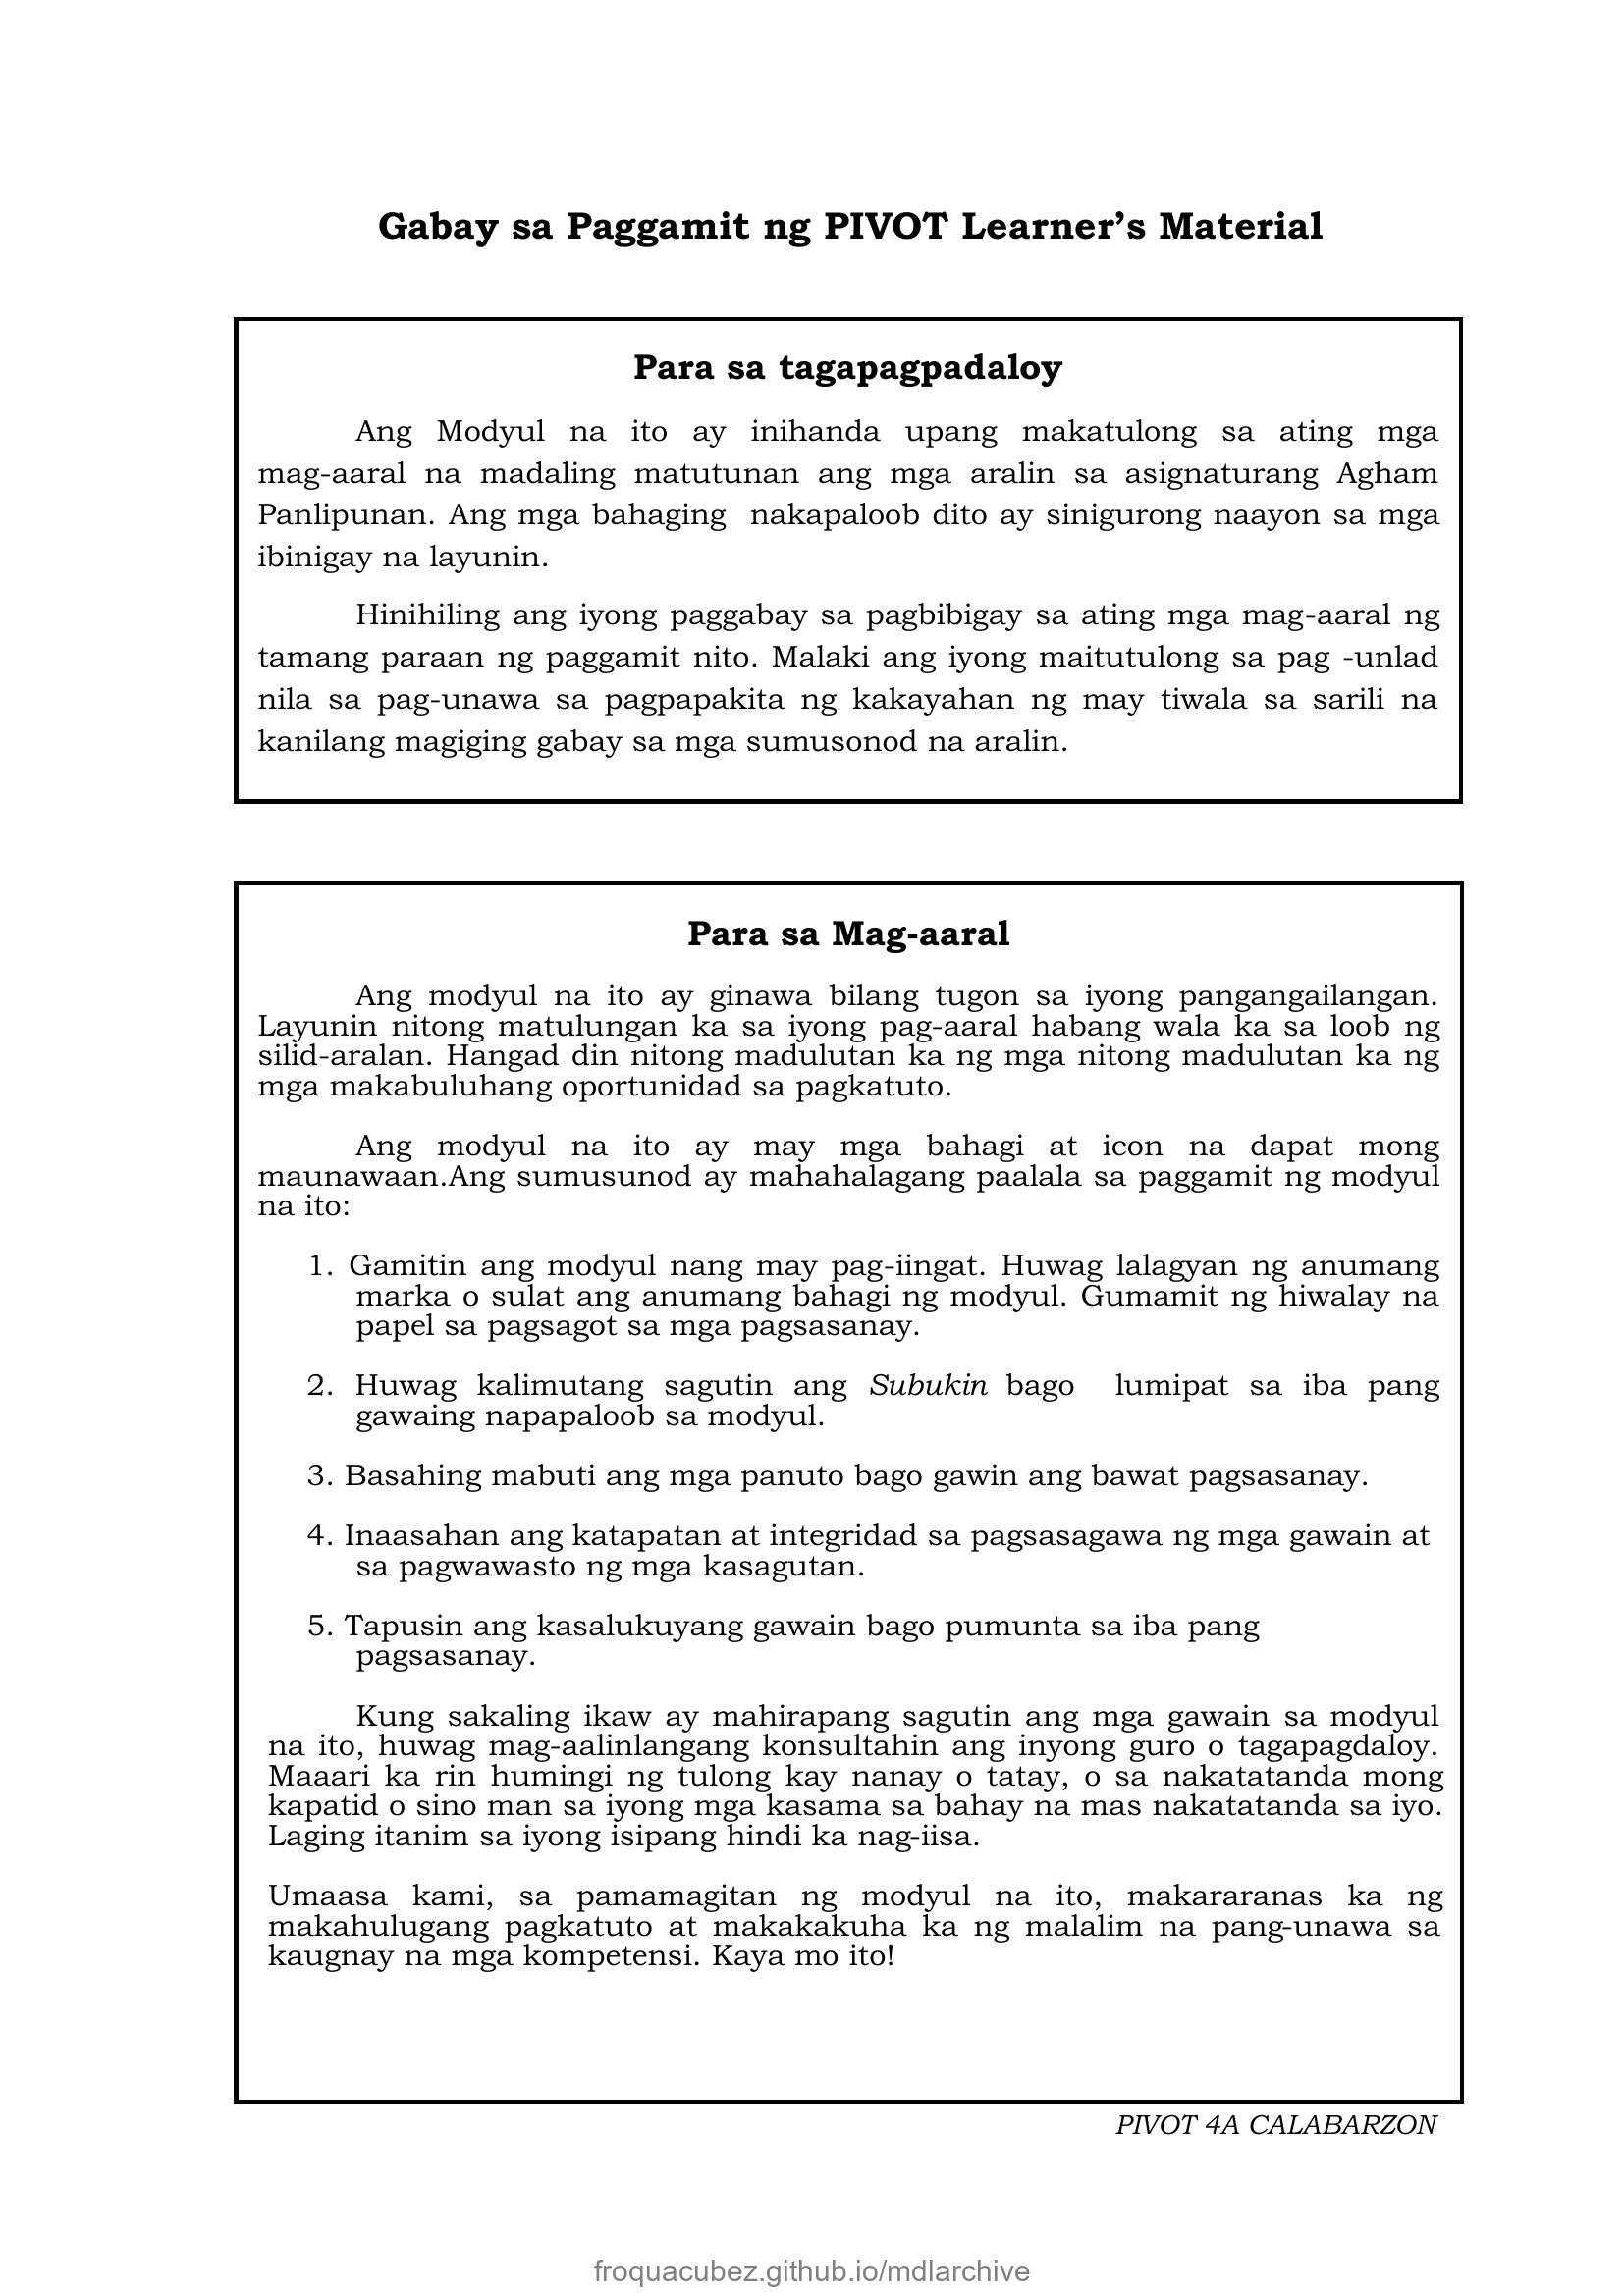 Gabay sa Paggamit ng PIVOT Learner’s Material
Para sa tagapagpadaloy
Ang Modyul na ito ay inihanda upang makatulong sa ating mga
mag-aaral na madaling matutunan ang mga aralin sa asignaturang Agham
Panlipunan. Ang mga bahaging nakapaloob dito ay sinigurong naayon sa mga
ibinigay na layunin.
Hinihiling ang iyong paggabay sa pagbibigay sa ating mga mag-aaral ng
tamang paraan ng paggamit nito. Malaki ang iyong maitutulong sa pag -unlad
nila sa pag-unawa sa pagpapakita ng kakayahan ng may tiwala sa sarili na
kanilang magiging gabay sa mga sumusonod na aralin.
Para sa Mag-aaral
Ang modyul na ito ay ginawa bilang tugon sa iyong pangangailangan.
Layunin nitong matulungan ka sa iyong pag-aaral habang wala ka sa loob ng
silid-aralan. Hangad din nitong madulutan ka ng mga nitong madulutan ka ng
mga makabuluhang oportunidad sa pagkatuto.
Ang modyul na ito ay may mga bahagi at icon na dapat mong
maunawaan.Ang sumusunod ay mahahalagang paalala sa paggamit ng modyul
na ito:
1. Gamitin ang modyul nang may pag-iingat. Huwag lalagyan ng anumang
marka o sulat ang anumang bahagi ng modyul. Gumamit ng hiwalay na
papel sa pagsagot sa mga pagsasanay.
2. Huwag kalimutang sagutin ang Subukin bago lumipat sa iba pang
gawaing napapaloob sa modyul.
3. Basahing mabuti ang mga panuto bago gawin ang bawat pagsasanay.
4. Inaasahan ang katapatan at integridad sa pagsasagawa ng mga gawain at
sa pagwawasto ng mga kasagutan.
5. Tapusin ang kasalukuyang gawain bago pumunta sa iba pang
pagsasanay.
Kung sakaling ikaw ay mahirapang sagutin ang mga gawain sa modyul
na ito, huwag mag-aalinlangang konsultahin ang inyong guro o tagapagdaloy.
Maaari ka rin humingi ng tulong kay nanay o tatay, o sa nakatatanda mong
kapatid o sino man sa iyong mga kasama sa bahay na mas nakatatanda sa iyo.
Laging itanim sa iyong isipang hindi ka nag-iisa.
Umaasa kami, sa pamamagitan ng modyul na ito, makararanas ka ng
makahulugang pagkatuto at makakakuha ka ng malalim na pang-unawa sa
kaugnay na mga kompetensi. Kaya mo ito!
PIVOT 4A CALABARZON
froquacubez.github.io/mdlarchive